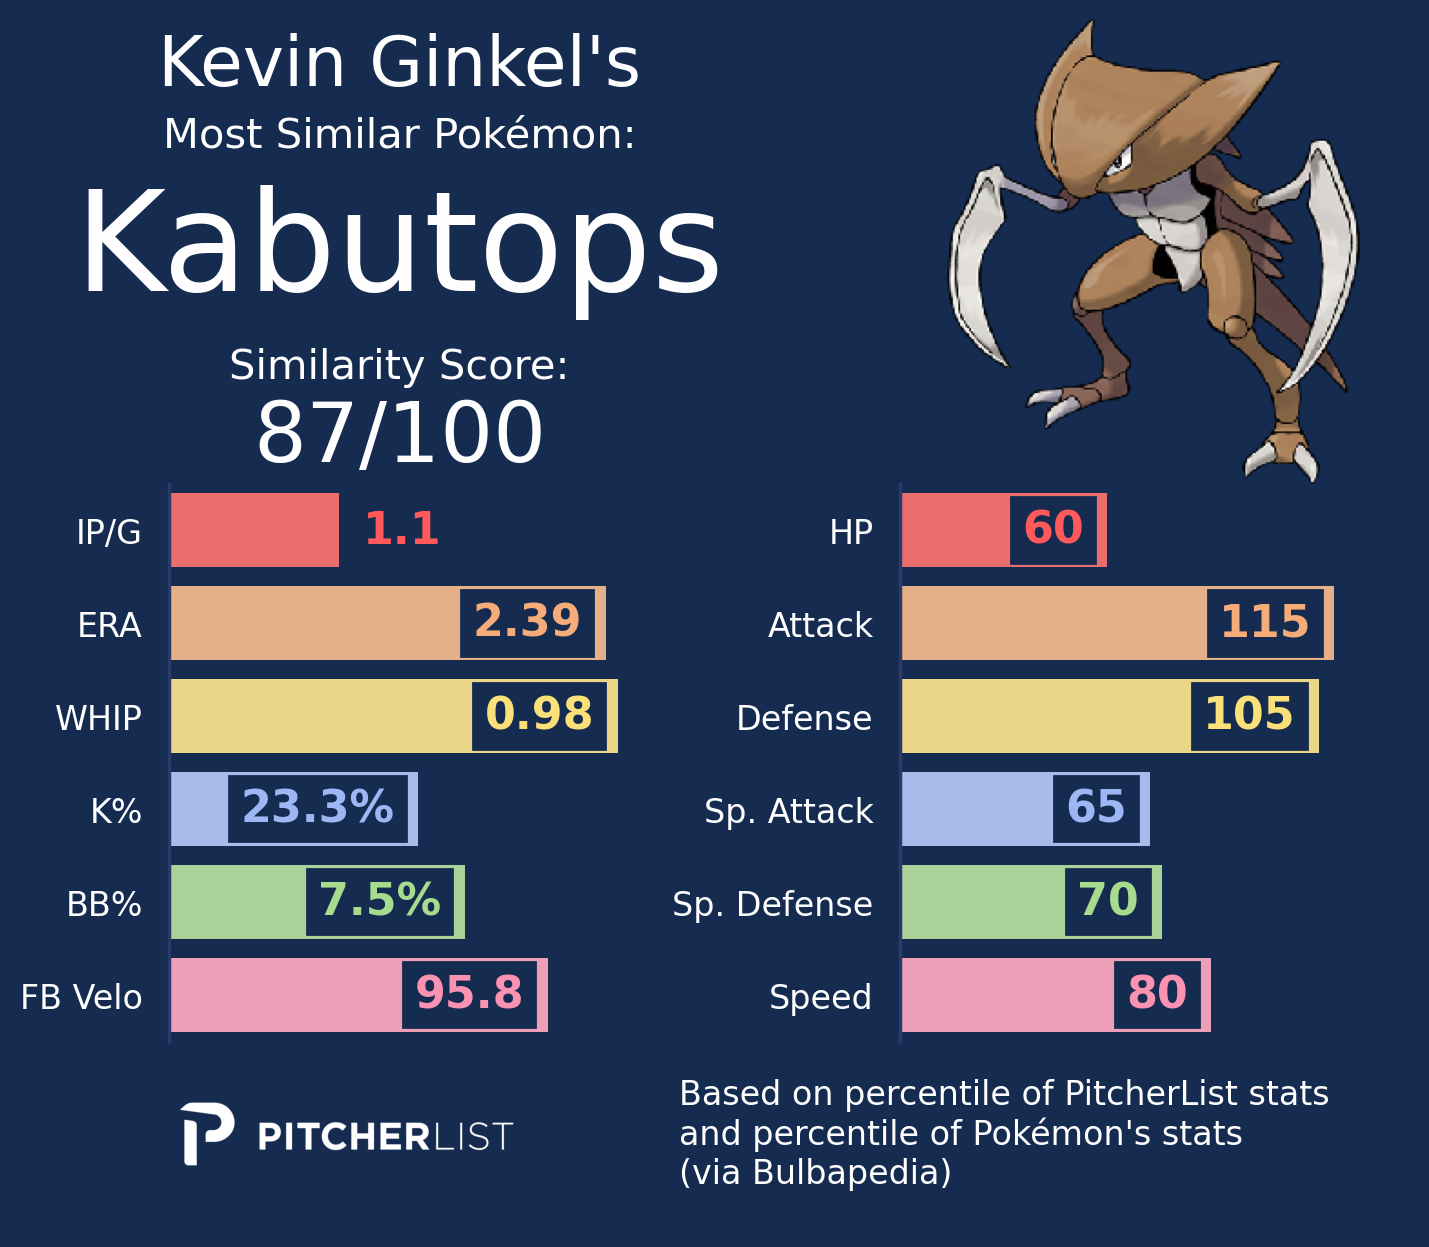 Kevin Ginkel's
Most Similar Pokémon:
Kabutops
Similarity Score:
87/100
IP/G 1.1
ERA 2.39
WHIP 0.98
K% 23.3%
BB% 7.5%
FB Velo 95.8
HP 60
Attack 115
Defense 105
Sp. Attack 65
Sp. Defense 70
Speed 80
PITCHERLIST
Based on percentile of PitcherList stats
and percentile of Pokémon's stats
(via Bulbapedia)